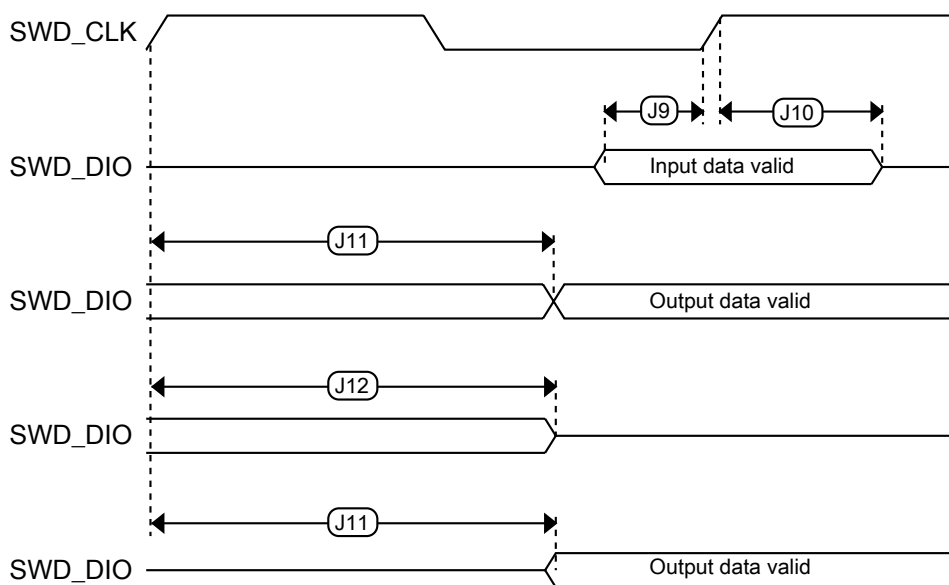 SWD_CLK
J9
J10
SWD_DIO
Input data valid
J11
SWD_DIO
Output data valid
J12
SWD_DIO
J11
SWD_DIO
Output data valid